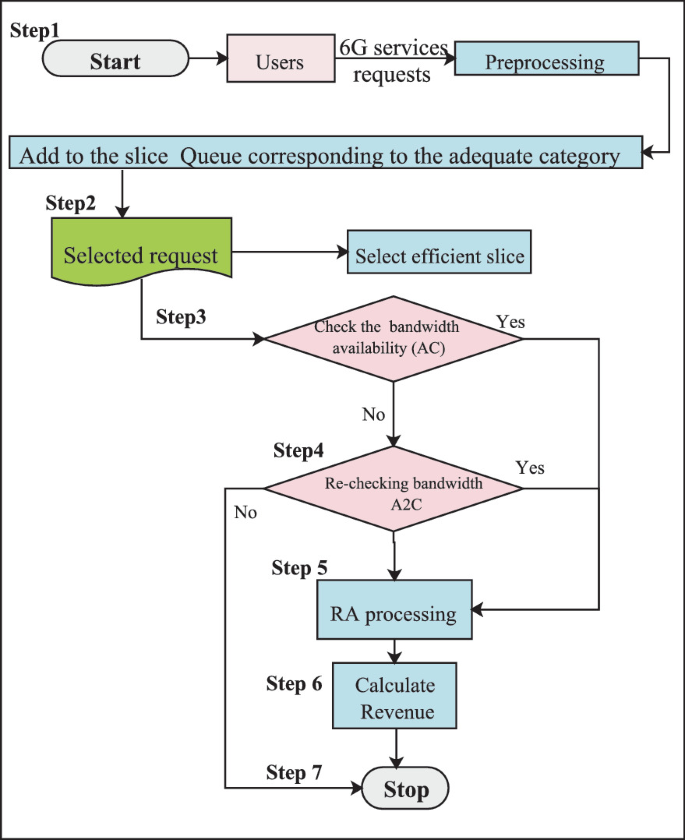 Step1
Start
Users
6G services
requests
Preprocessing
Add to the slice Queue corresponding to the adequate category
Step2
Selected request
Select efficient slice
Step3
Check the bandwidth
availability (AC)
Yes
No
Step4
Re-checking bandwidth
A2C
Yes
No
Step 5
RA processing
Step 6
Calculate
Revenue
Step 7
Stop